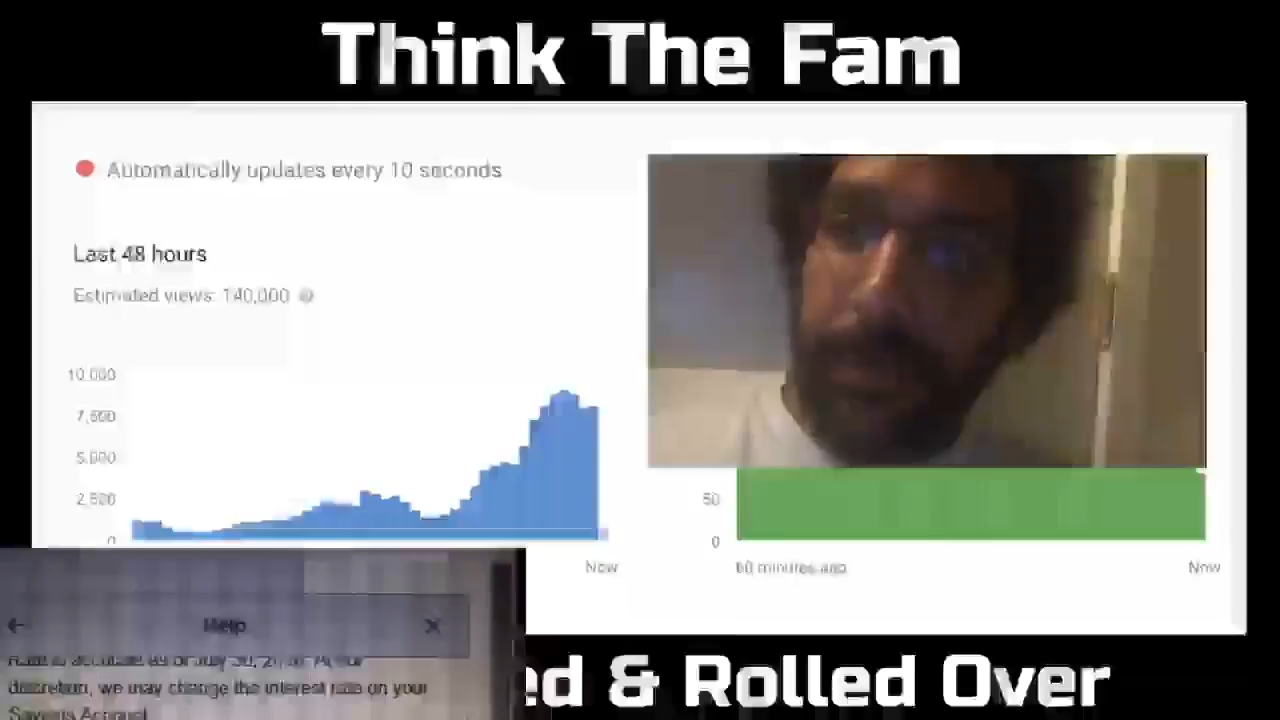 Think The Fam
Automatically updates every 10 seconds
Last 48 hours
Estimated views: 140,000
10,000
7,500
5,000
2,500
0
Now
50
0
60 minutes ago
Now
Help
discretion, we may change the interest rate on your
Savings Account
ed & Rolled Over